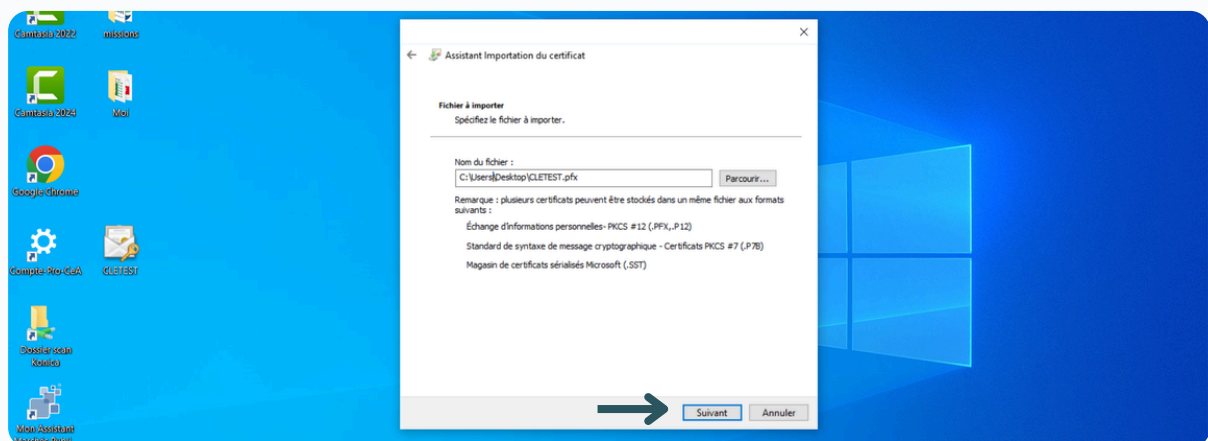 Camtasia 2022
missions
Camtasia 2024
Moi
Google Chrome
Compte-Pro-CeA
CLETEST
Dossier scan
Konica
Mon Assistant
Assistant Importation du certificat
Fichier à importer
Spécifiez le fichier à importer.
Nom du fichier :
C:\Users\Desktop\CLETEST.pfx
Parcourir...
Remarque : plusieurs certificats peuvent être stockés dans un même fichier aux formats
suivants :
Échange d'informations personnelles- PKCS #12 (.PFX,.P12)
Standard de syntaxe de message cryptographique - Certificats PKCS #7 (.P7B)
Magasin de certificats sérialisés Microsoft (.SST)
Suivant
Annuler